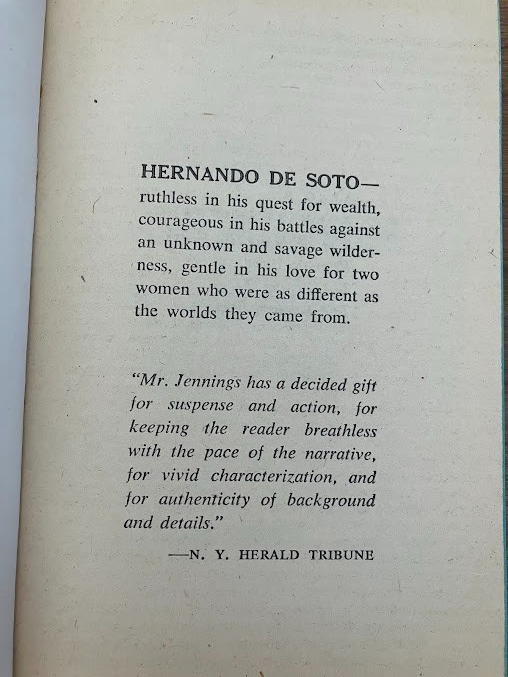 HERNANDO DE SOTO—
ruthless in his quest for wealth,
courageous in his battles against
an unknown and savage wilder-
ness, gentle in his love for two
women who were as different as
the worlds they came from.
“Mr. Jennings has a decided gift
for suspense and action, for
keeping the reader breathless
with the pace of the narrative,
for vivid characterization, and
for authenticity of background
and details.”
—N. Y. HERALD TRIBUNE